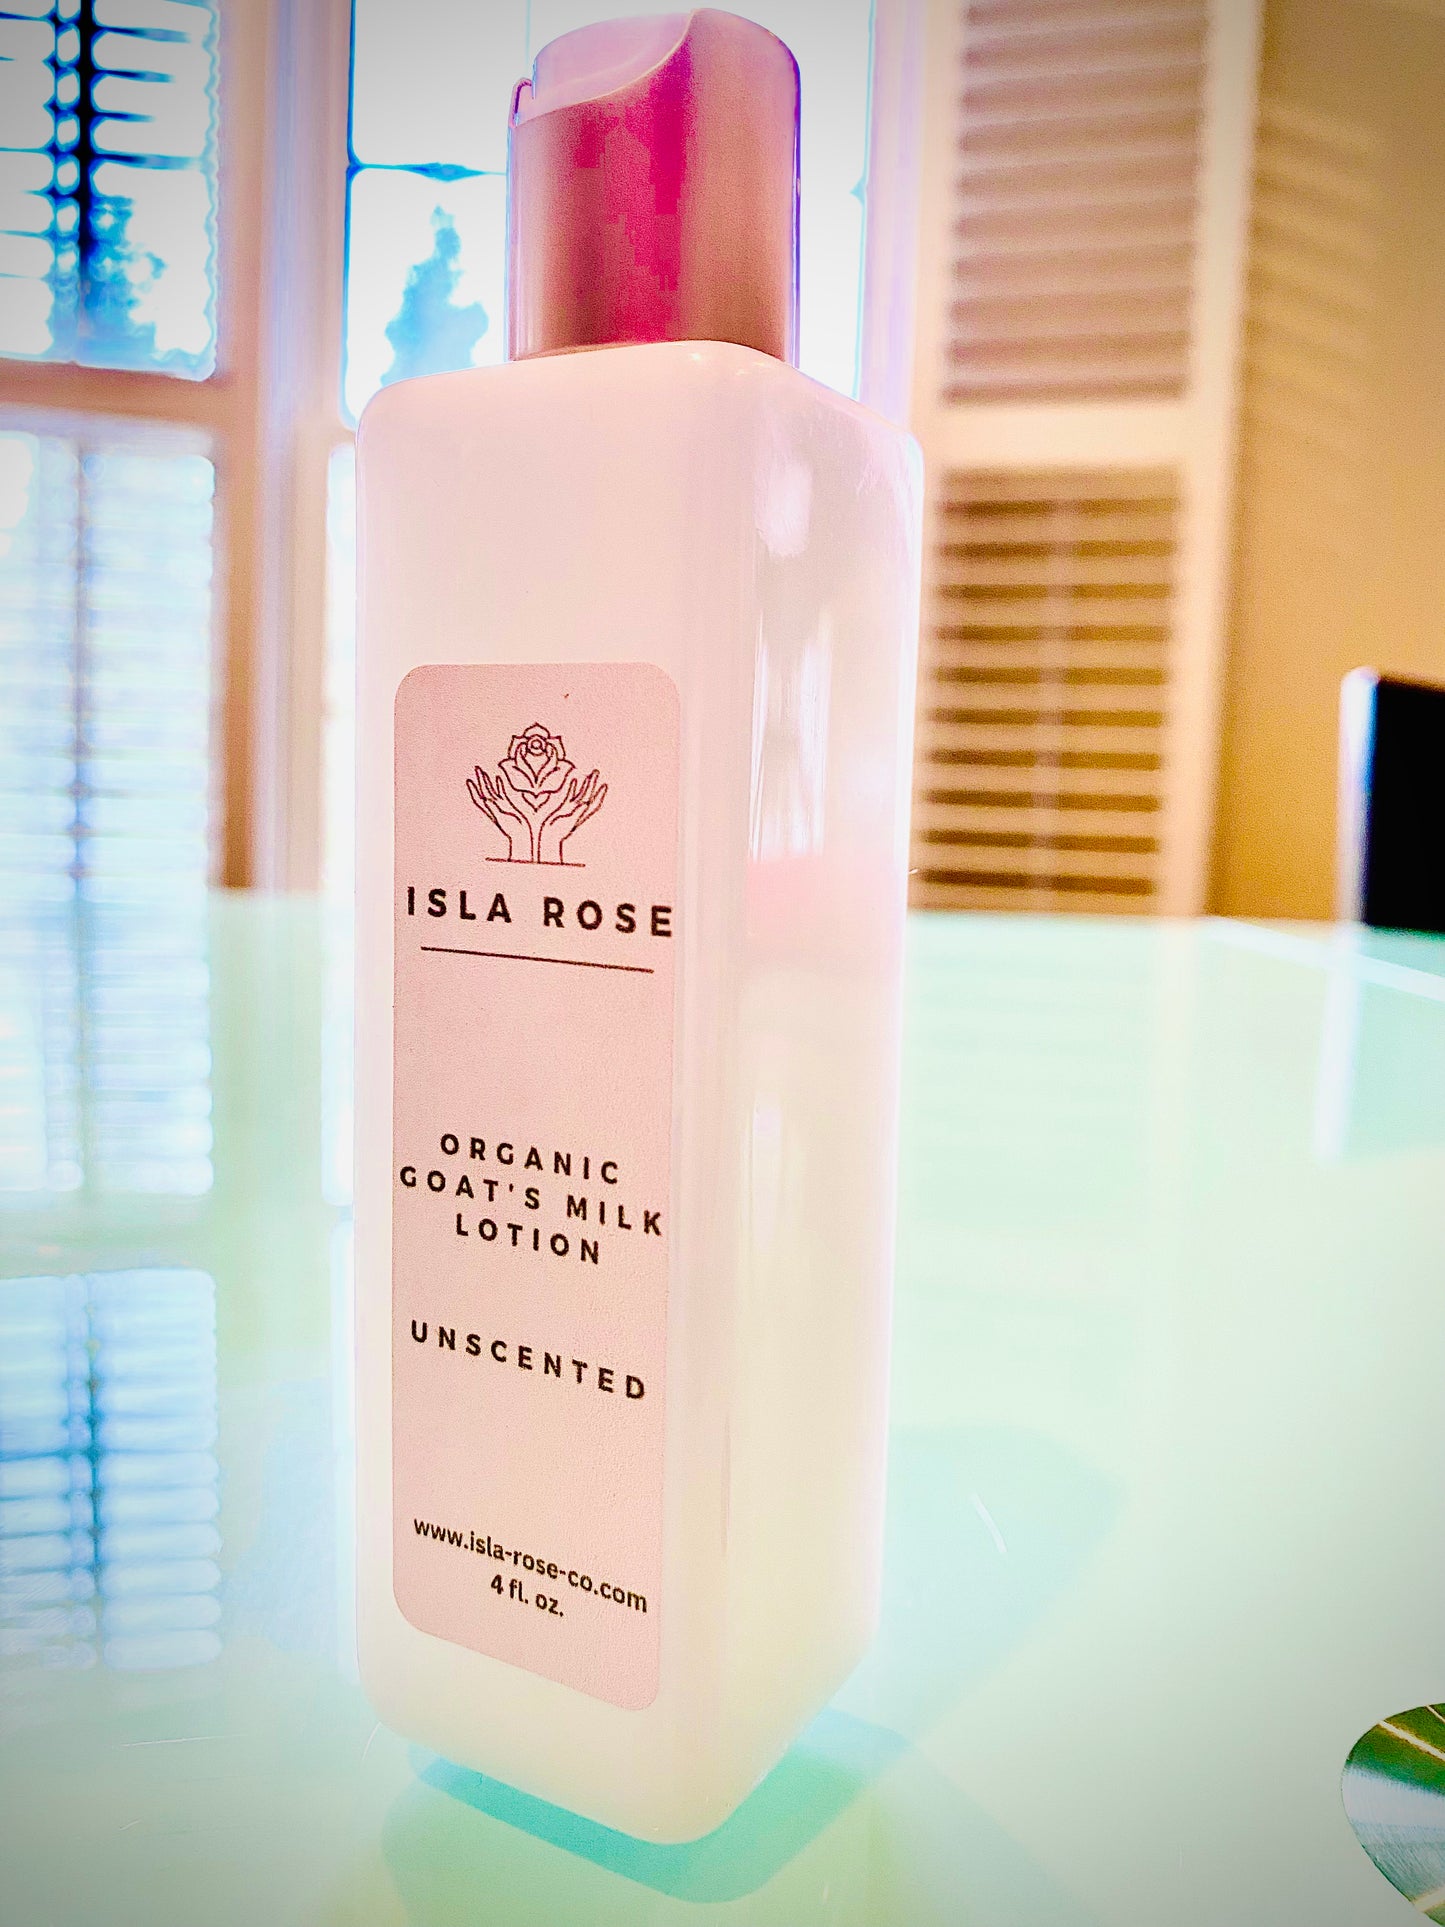 ISLA ROSE
ORGANIC
GOAT'S MILK
LOTION
UNSCENTED
www.isla-rose-co.com
4 fl. oz.